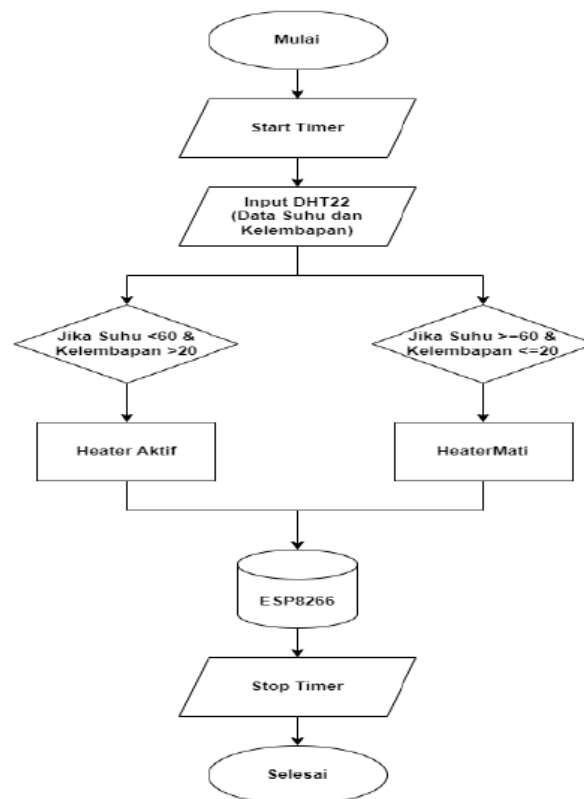 Mulai
Start Timer
Input DHT22
(Data Suhu dan
Kelembapan)
Jika Suhu <60 &
Kelembapan >20
Jika Suhu >=60 &
Kelembapan <=20
Heater Aktif
HeaterMati
ESP8266
Stop Timer
Selesai